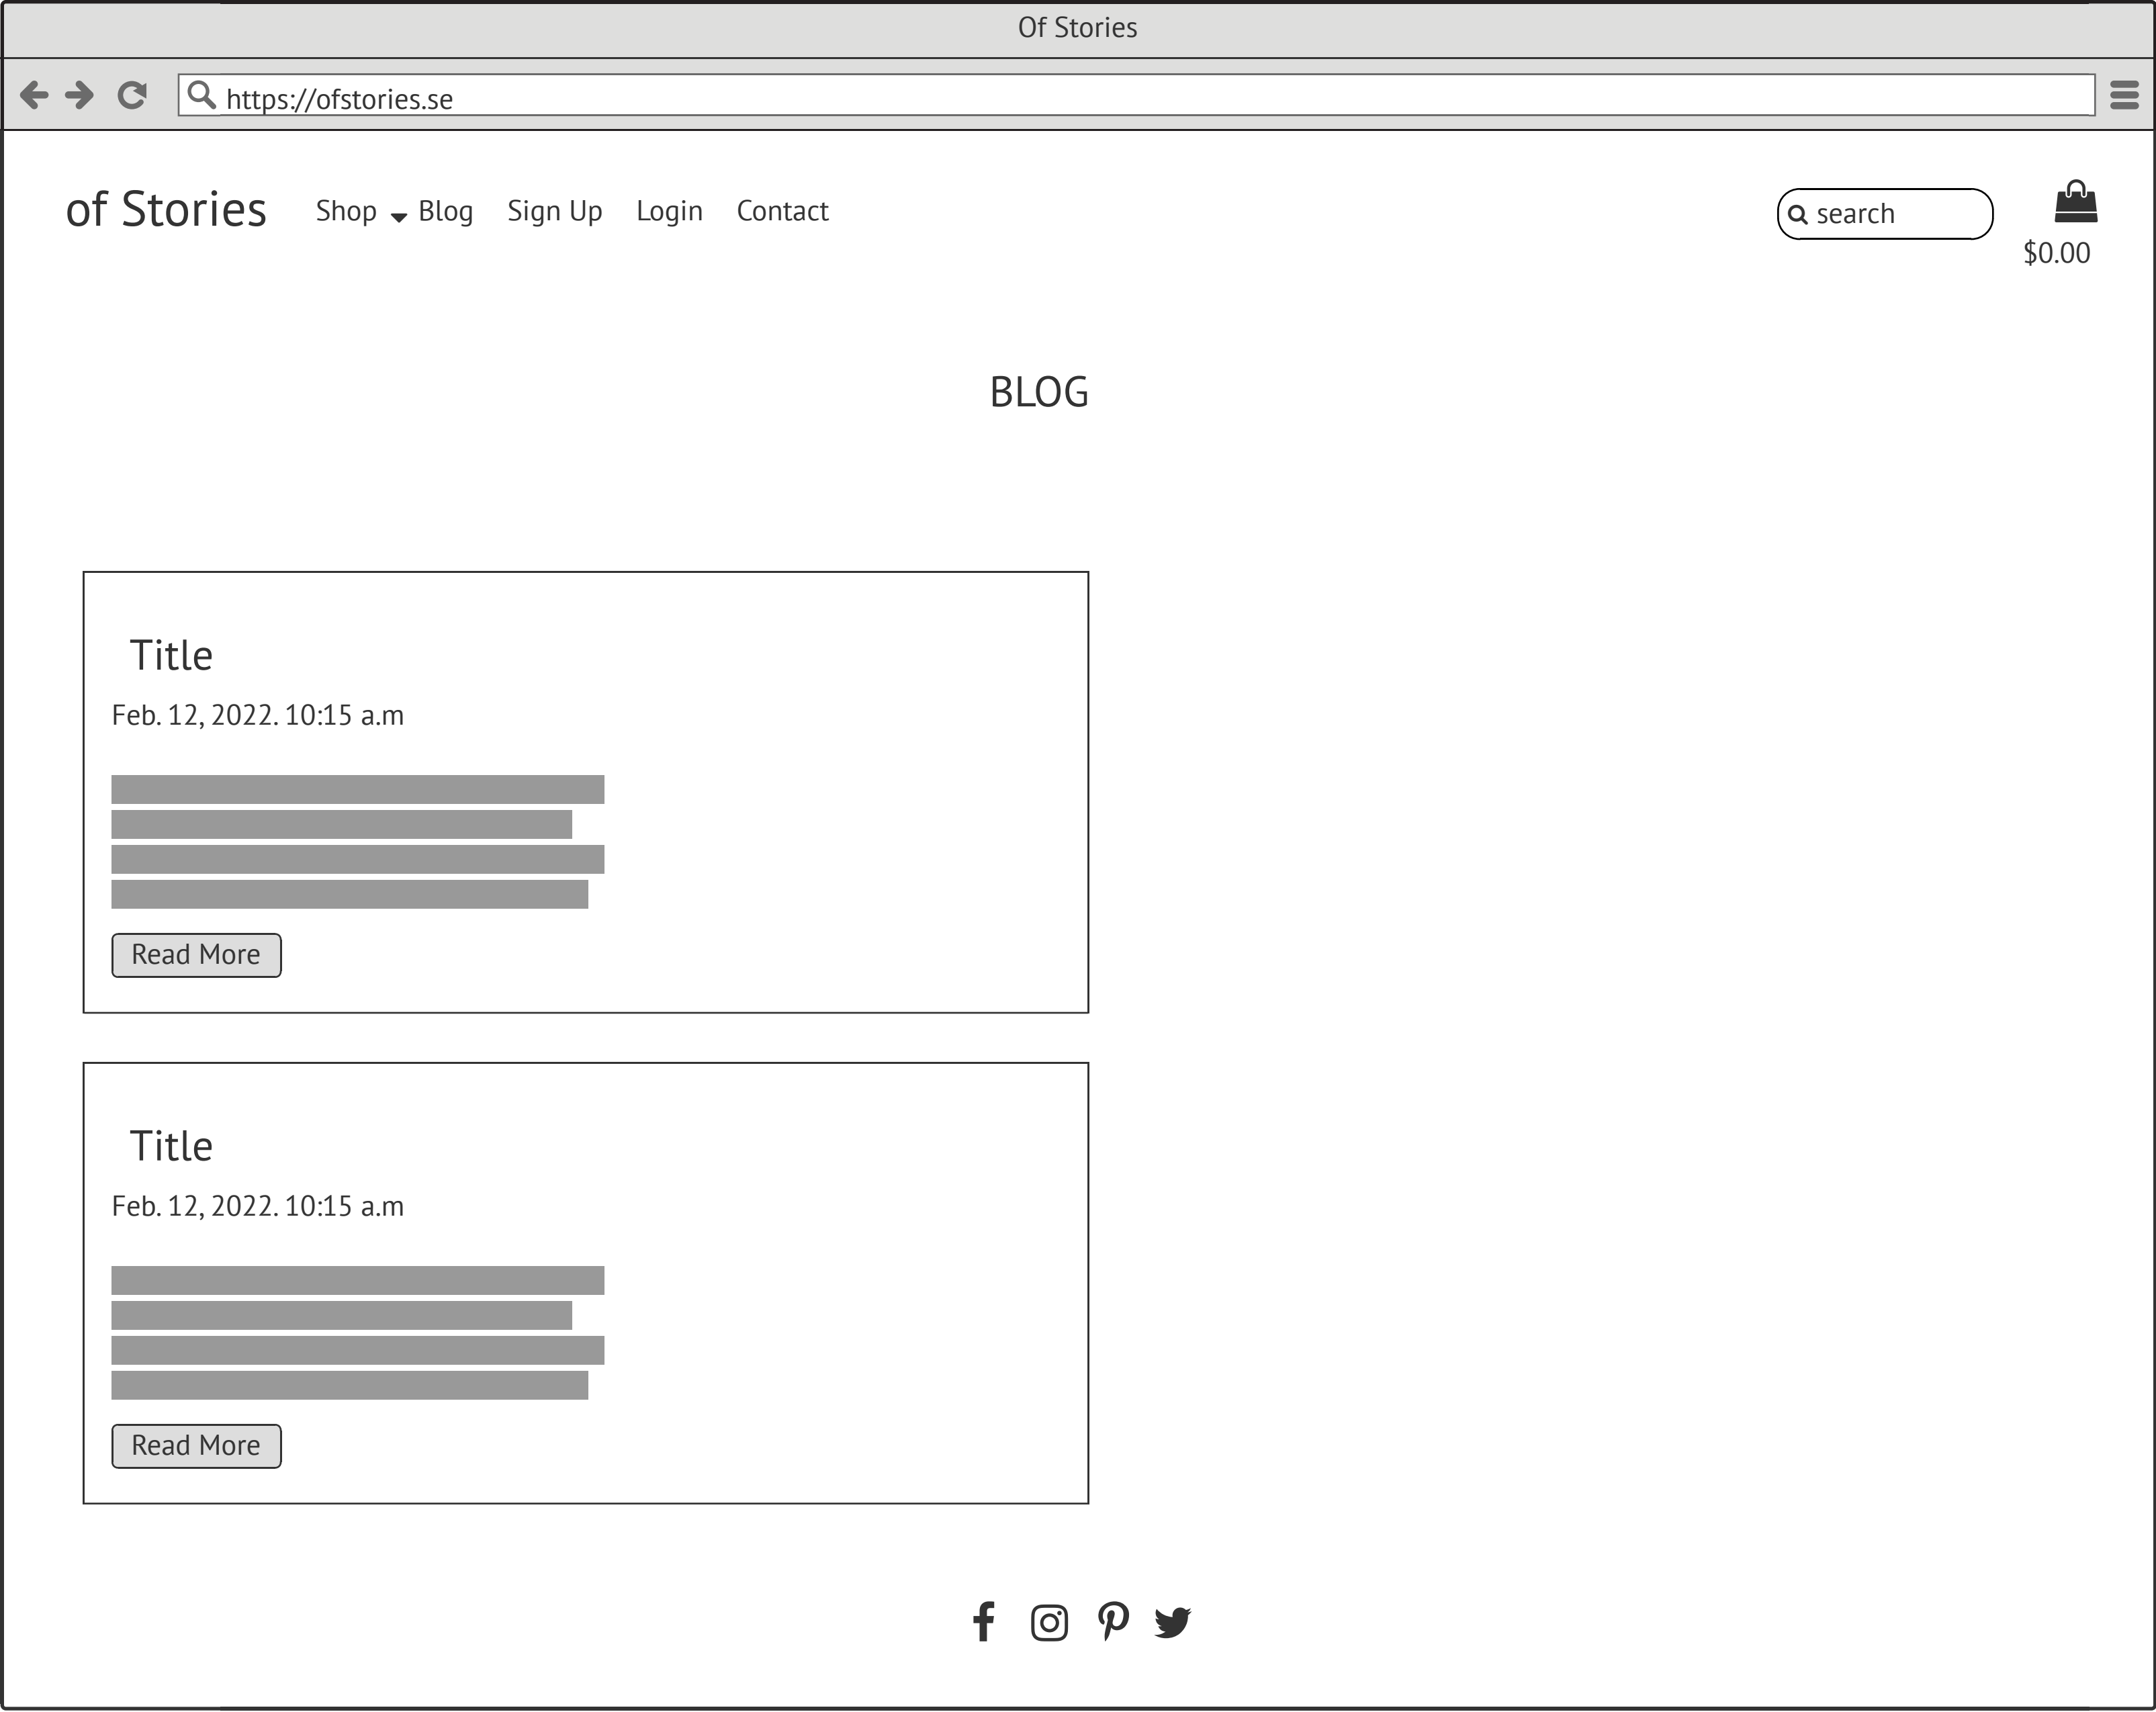 Of Stories
https://ofstories.se
of Stories Shop Blog Sign Up Login Contact search
$0.00
BLOG
Title
Feb. 12, 2022. 10:15 a.m
Read More
Title
Feb. 12, 2022. 10:15 a.m
Read More